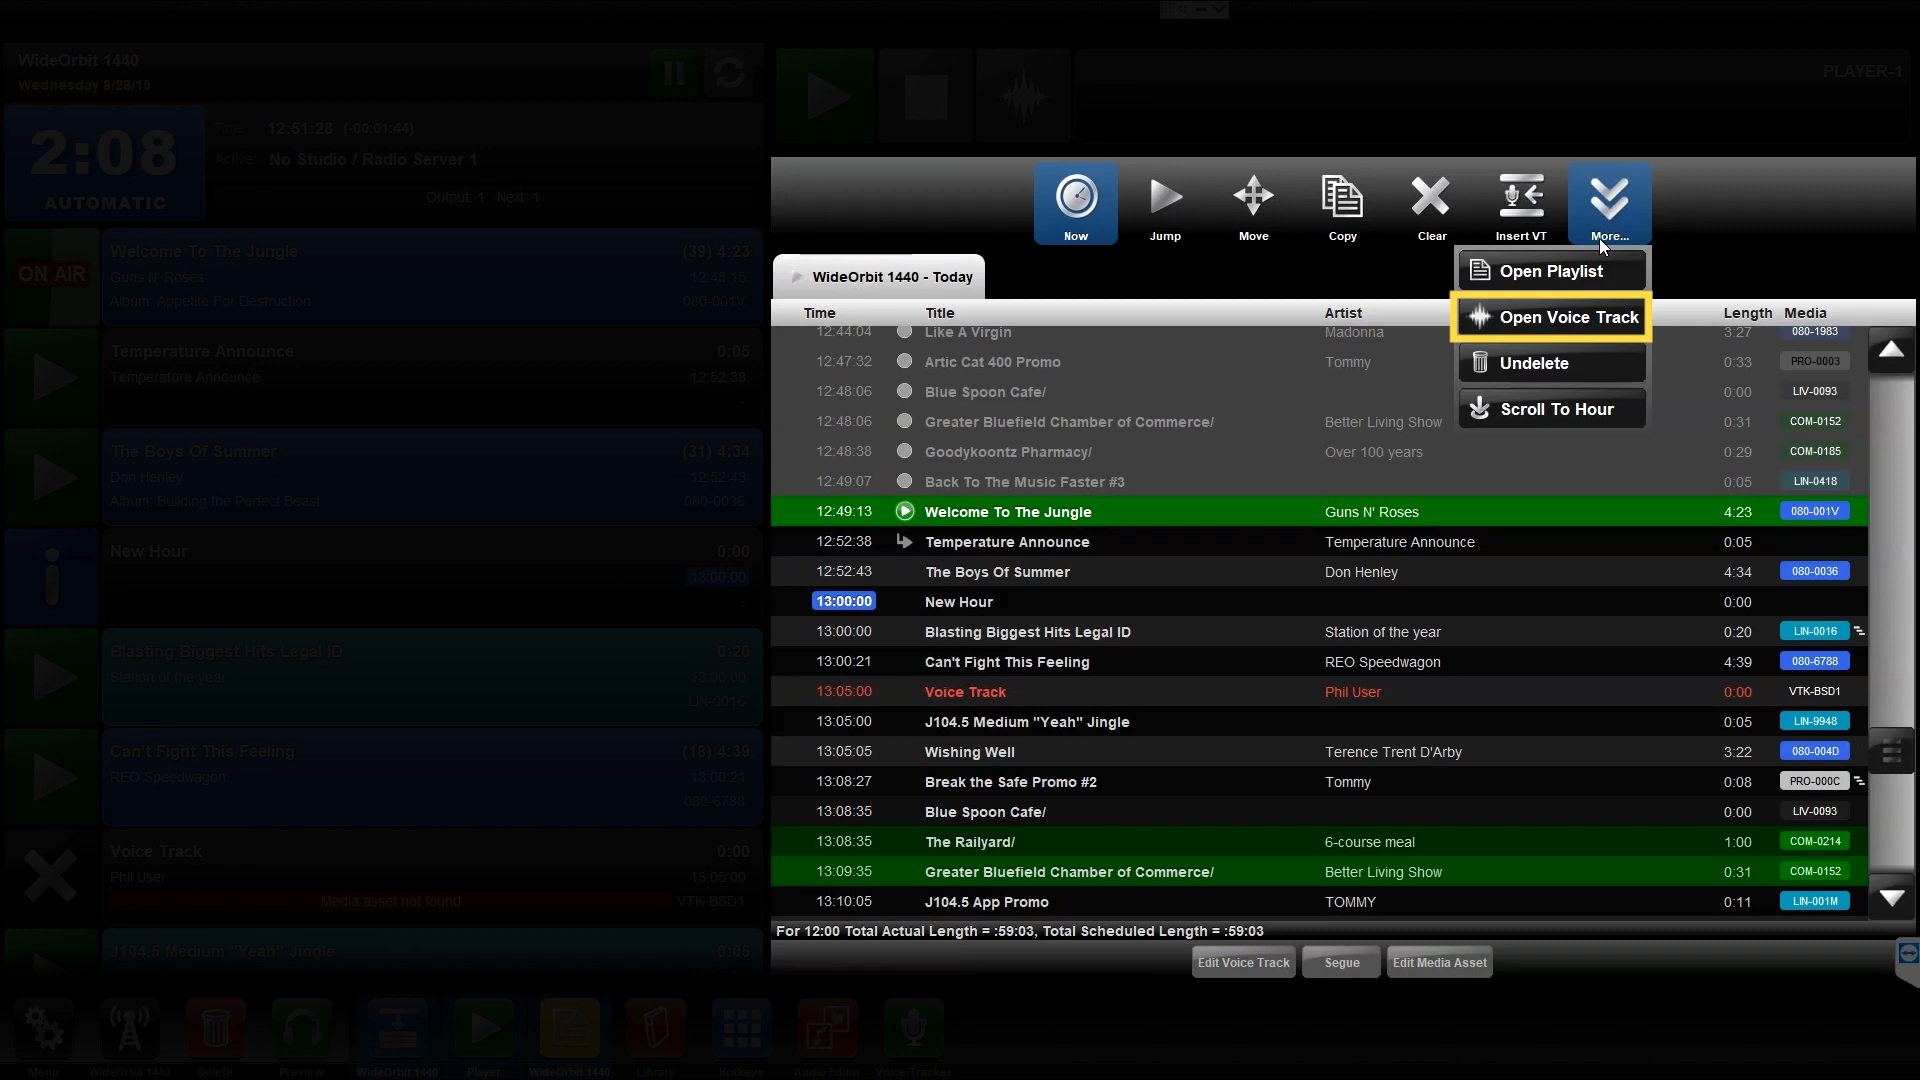 WideOrbit 1440
Wednesday 8/28/19
2:08
AUTOMATIC
Time: 12:51:28 (-00:01:44)
Active: No Studio / Radio Server 1
Output: 1 Next: 1
ON AIR
Welcome To The Jungle (39) 4:23
Guns N' Roses 12:48:15
Album: Appetite For Destruction 080-001V
Temperature Announce 0:05
Temperature Announce 12:52:38
The Boys Of Summer (31) 4:34
Don Henley 12:52:43
Album: Building the Perfect Beast 080-0036
New Hour 0:00
13:00:00
Blasting Biggest Hits Legal ID 0:20
Station of the year 13:00:00
LIN-0016
Can't Fight This Feeling (18) 4:39
REO Speedwagon 13:00:21
080-6788
Voice Track 0:00
Phil User 13:05:00
Media asset not found VTK-BSD1
J104.5 Medium "Yeah" Jingle 0:05
PLAYER-1
Now Jump Move Copy Clear Insert VT More...
Open Playlist
Open Voice Track
Undelete
Scroll To Hour
WideOrbit 1440 - Today
Time Title Artist Length Media
12:44:04 Like A Virgin Madonna 3:27 080-1983
12:47:32 Artic Cat 400 Promo Tommy 0:33 PRO-0003
12:48:06 Blue Spoon Cafe/ 0:00 LIV-0093
12:48:06 Greater Bluefield Chamber of Commerce/ Better Living Show 0:31 COM-0152
12:48:38 Goodykoontz Pharmacy/ Over 100 years 0:29 COM-0185
12:49:07 Back To The Music Faster #3 0:05 LIN-0418
12:49:13 Welcome To The Jungle Guns N' Roses 4:23 080-001V
12:52:38 Temperature Announce Temperature Announce 0:05
12:52:43 The Boys Of Summer Don Henley 4:34 080-0036
13:00:00 New Hour 0:00
13:00:00 Blasting Biggest Hits Legal ID Station of the year 0:20 LIN-0016
13:00:21 Can't Fight This Feeling REO Speedwagon 4:39 080-6788
13:05:00 Voice Track Phil User 0:00 VTK-BSD1
13:05:00 J104.5 Medium "Yeah" Jingle 0:05 LIN-9948
13:05:05 Wishing Well Terence Trent D'Arby 3:22 080-004D
13:08:27 Break the Safe Promo #2 Tommy 0:08 PRO-000C
13:08:35 Blue Spoon Cafe/ 0:00 LIV-0093
13:08:35 The Railyard/ 6-course meal 1:00 COM-0214
13:09:35 Greater Bluefield Chamber of Commerce/ Better Living Show 0:31 COM-0152
13:10:05 J104.5 App Promo TOMMY 0:11 LIN-001M
For 12:00 Total Actual Length = :59:03, Total Scheduled Length = :59:03
Edit Voice Track Segue Edit Media Asset
Menu WideOrbit 1440 Delete Preview WideOrbit 1440 Player WideOrbit 1440 Library Hotkeys Audio Editor Voice Tracker